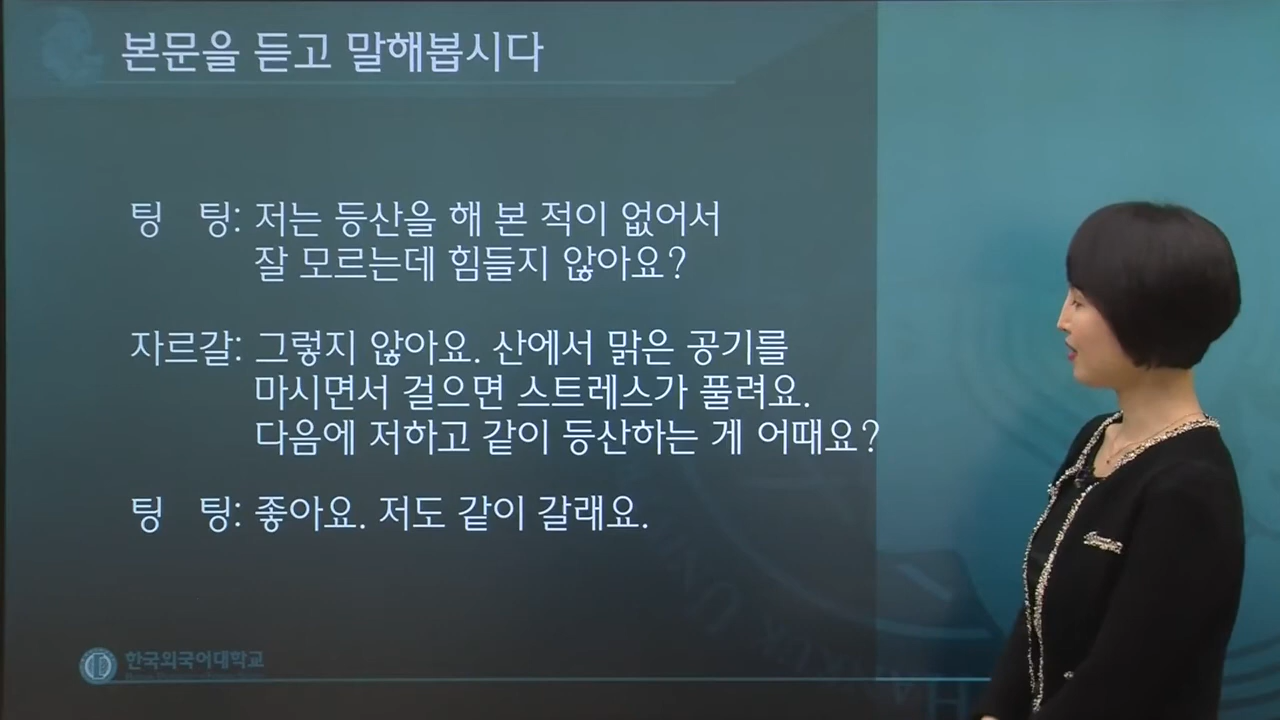 본문을 듣고 말해봅시다
팅 팅: 저는 등산을 해 본 적이 없어서
잘 모르는데 힘들지 않아요?
자르갈: 그렇지 않아요. 산에서 맑은 공기를
마시면서 걸으면 스트레스가 풀려요.
다음에 저하고 같이 등산하는 게 어때요?
팅 팅: 좋아요. 저도 같이 갈래요.
한국외국어대학교